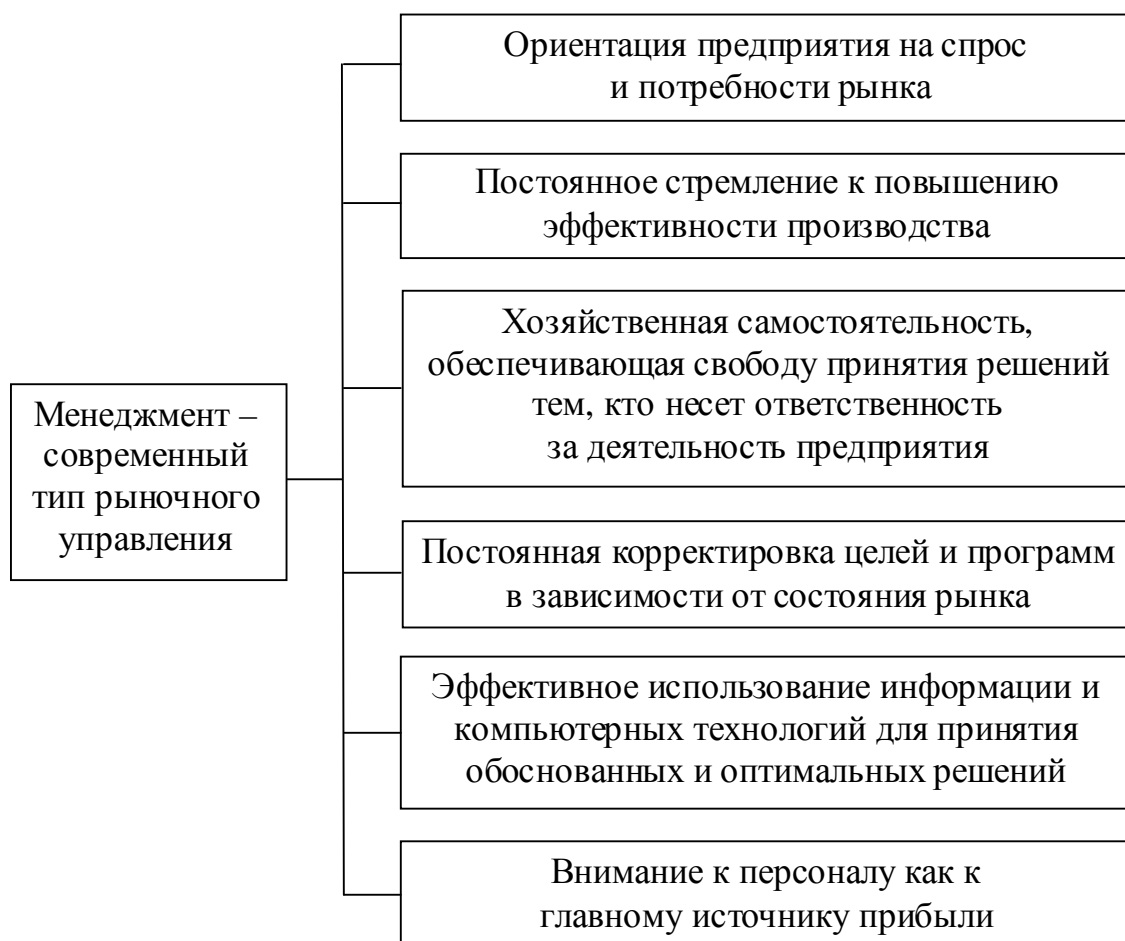 Ориентация предприятия на спрос
и потребности рынка
Постоянное стремление к повышению
эффективности производства
Хозяйственная самостоятельность,
обеспечивающая свободу принятия решений
тем, кто несет ответственность
за деятельность предприятия
Менеджмент –
современный
тип рыночного
управления
Постоянная корректировка целей и программ
в зависимости от состояния рынка
Эффективное использование информации и
компьютерных технологий для принятия
обоснованных и оптимальных решений
Внимание к персоналу как к
главному источнику прибыли